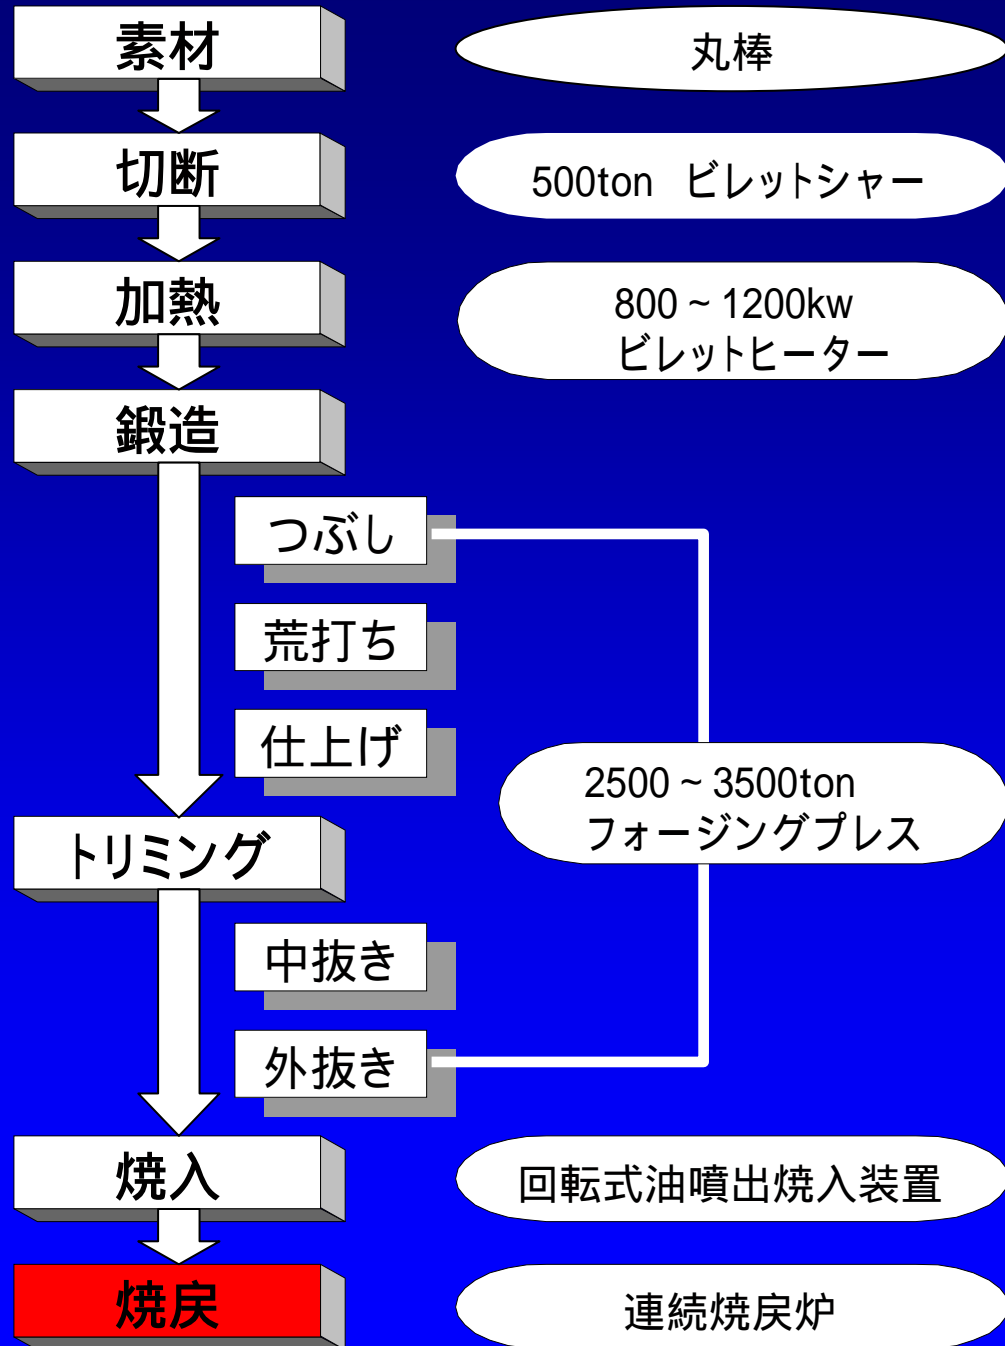 素材
丸棒
切断
500ton ビレットシャー
加熱
800 ~ 1200kw
ビレットヒーター
鍛造
つぶし
荒打ち
仕上げ
2500 ~ 3500ton
フォージングプレス
トリミング
中抜き
外抜き
焼入
回転式油噴出焼入装置
焼戻
連続焼戻炉